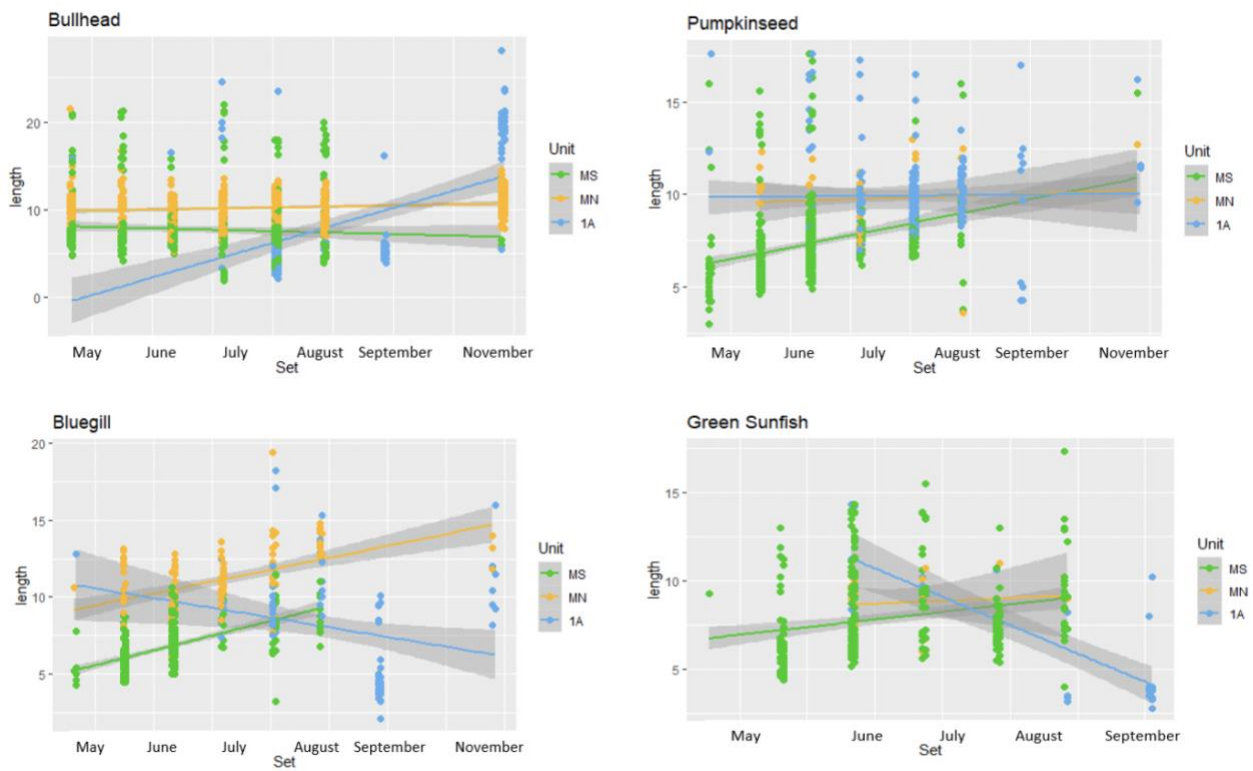 Bullhead
length
20
10
0
May June July August September November
Set
Unit
MS
MN
1A
Pumpkinseed
length
15
10
5
May June July August September November
Set
Unit
MS
MN
1A
Bluegill
length
20
15
10
5
May June July August September November
Set
Unit
MS
MN
1A
Green Sunfish
length
15
10
5
May June July August September
Set
Unit
MS
MN
1A